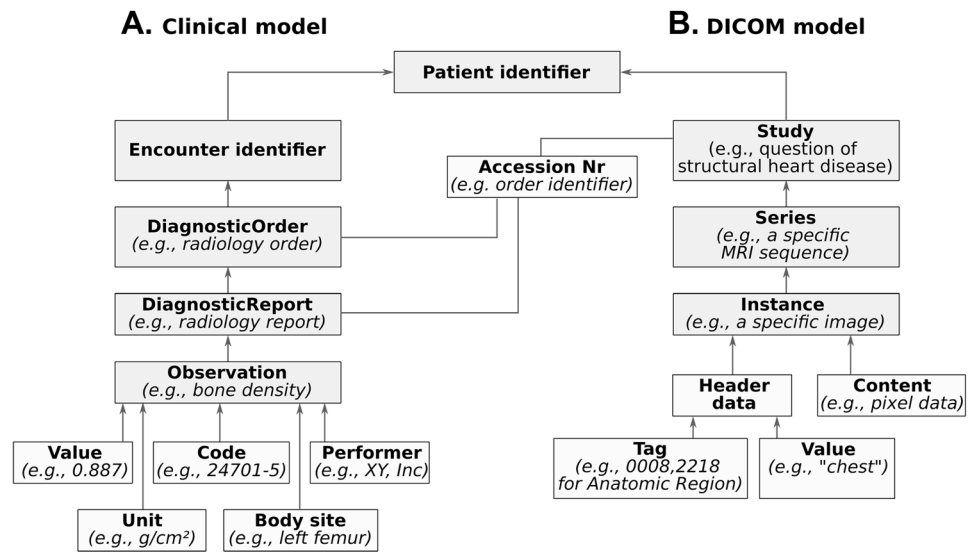 A. Clinical model
B. DICOM model
Patient identifier
Encounter identifier
Study
(e.g., question of
structural heart disease)
Accession Nr
(e.g. order identifier)
DiagnosticOrder
(e.g., radiology order)
Series
(e.g., a specific
MRI sequence)
DiagnosticReport
(e.g., radiology report)
Instance
(e.g., a specific image)
Observation
(e.g., bone density)
Header
data
Content
(e.g., pixel data)
Value
(e.g., 0.887)
Code
(e.g., 24701-5)
Performer
(e.g., XY, Inc)
Tag
(e.g., 0008,2218
for Anatomic Region)
Value
(e.g., "chest")
Unit
(e.g., g/cm²)
Body site
(e.g., left femur)